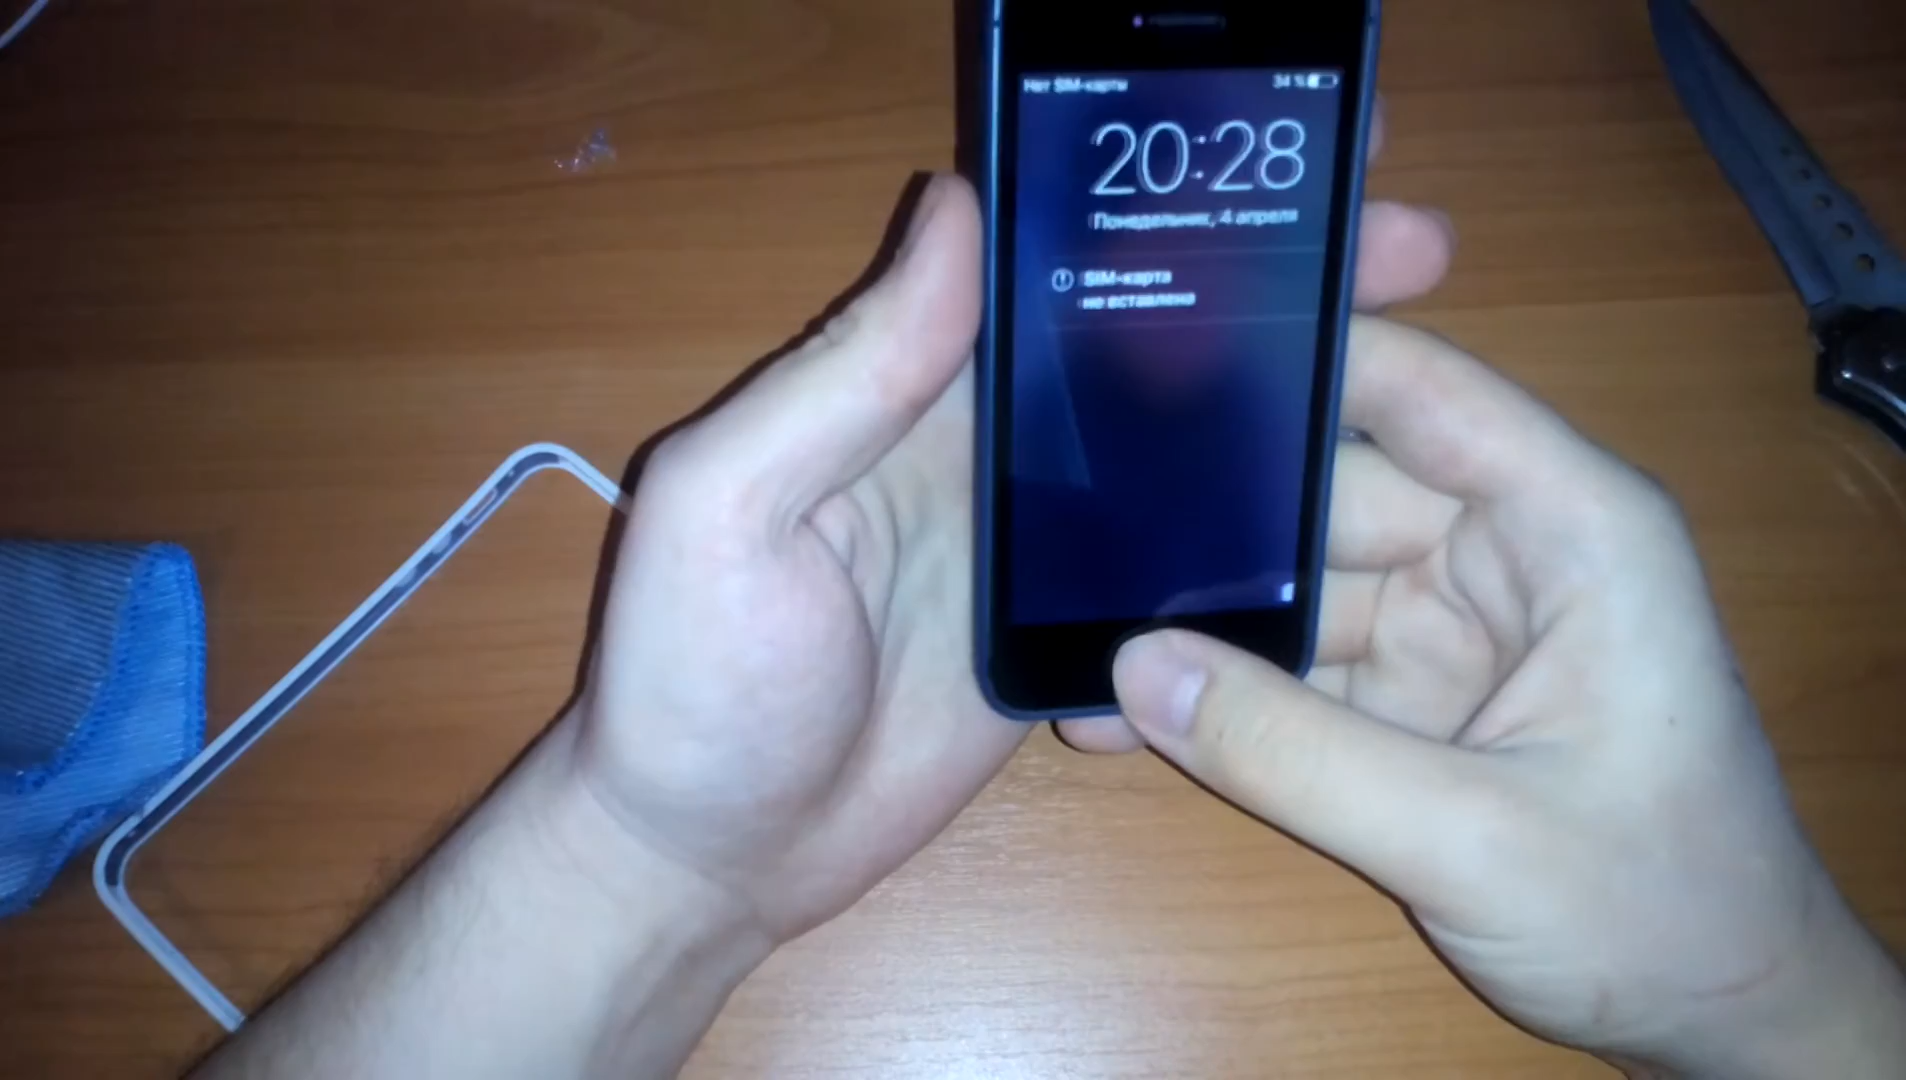 Нет SIM-карты 34 %
20:28
Понедельник, 4 апреля
SIM-карта
не вставлена